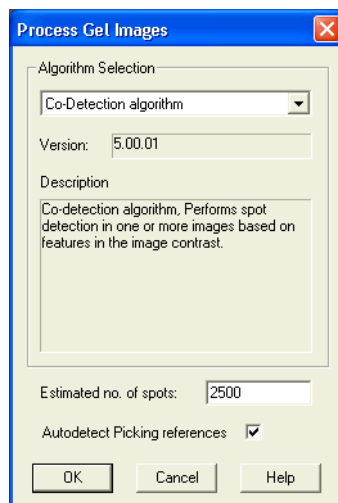 Process Gel Images
Algorithm Selection
Co-Detection algorithm
Version: 5.00.01
Description
Co-detection algorithm, Performs spot
detection in one or more images based on
features in the image contrast.
Estimated no. of spots: 2500
Autodetect Picking references
OK Cancel Help